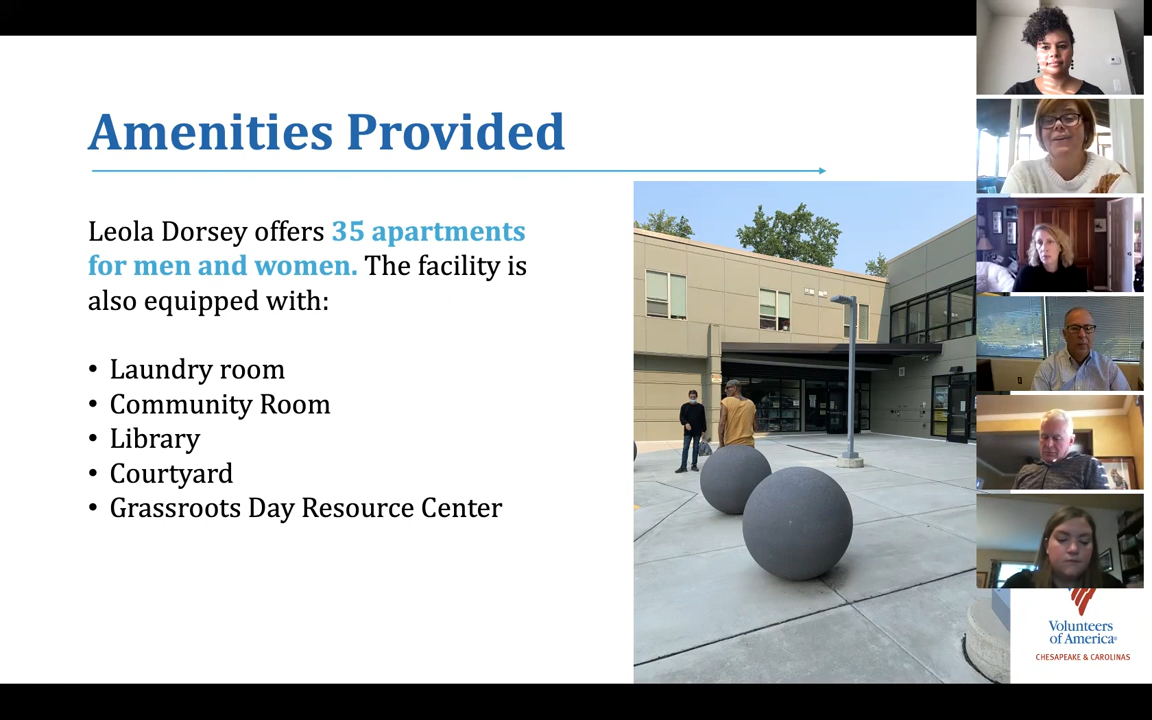 Amenities Provided
Leola Dorsey offers 35 apartments
for men and women. The facility is
also equipped with:
• Laundry room
• Community Room
• Library
• Courtyard
• Grassroots Day Resource Center
Volunteers
of America®
CHESAPEAKE & CAROLINAS